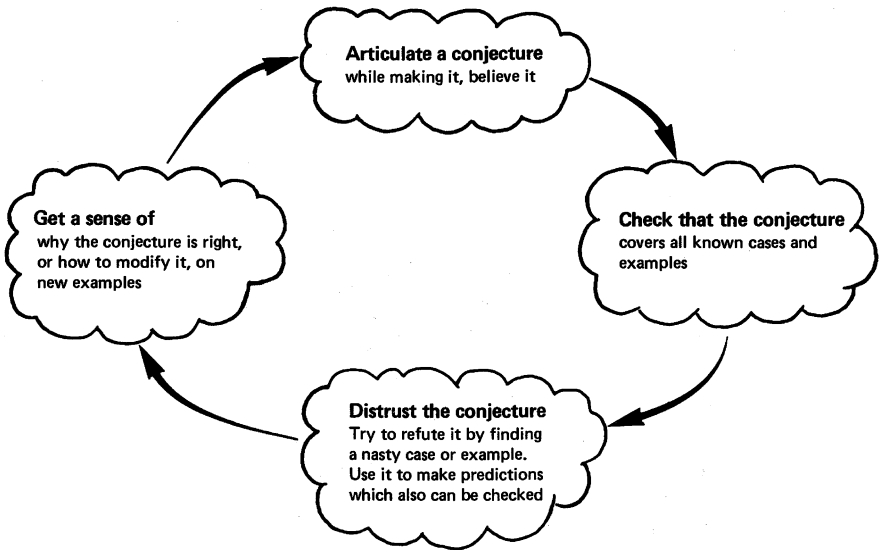 Articulate a conjecture
while making it, believe it
Check that the conjecture
covers all known cases and
examples
Distrust the conjecture
Try to refute it by finding
a nasty case or example.
Use it to make predictions
which also can be checked
Get a sense of
why the conjecture is right,
or how to modify it, on
new examples